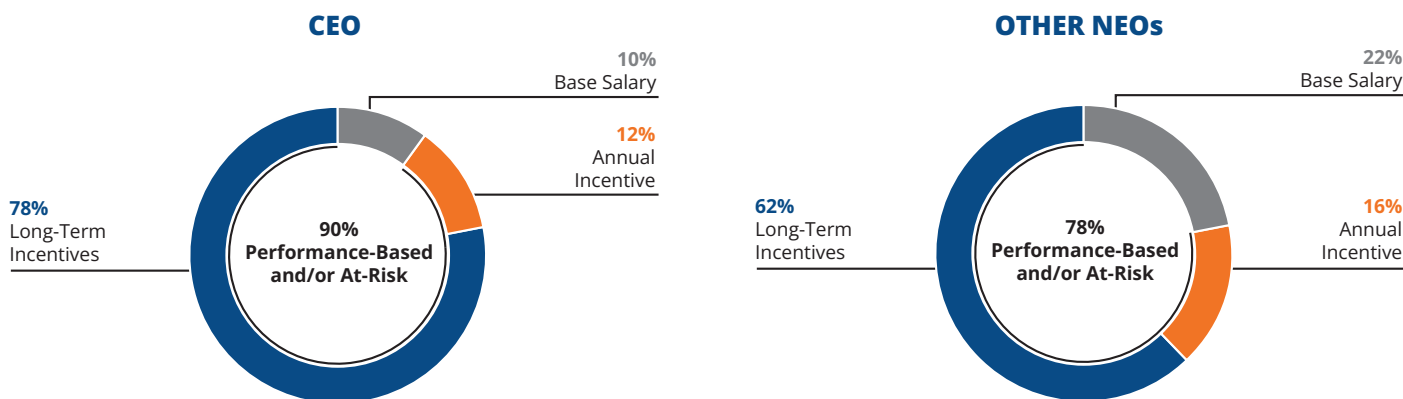 CEO
10%
Base Salary
12%
Annual
Incentive
78%
Long-Term
Incentives
90%
Performance-Based
and/or At-Risk
OTHER NEOs
22%
Base Salary
16%
Annual
Incentive
62%
Long-Term
Incentives
78%
Performance-Based
and/or At-Risk